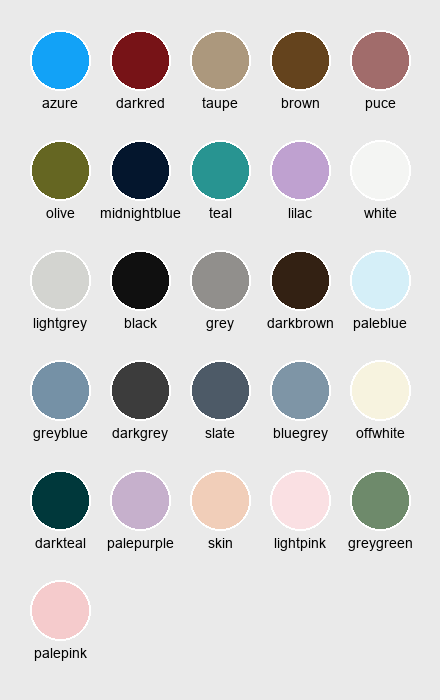 azure darkred taupe brown puce
olive midnightblue teal lilac white
lightgrey black grey darkbrown paleblue
greyblue darkgrey slate bluegrey offwhite
darkteal palepurple skin lightpink greygreen
palepink